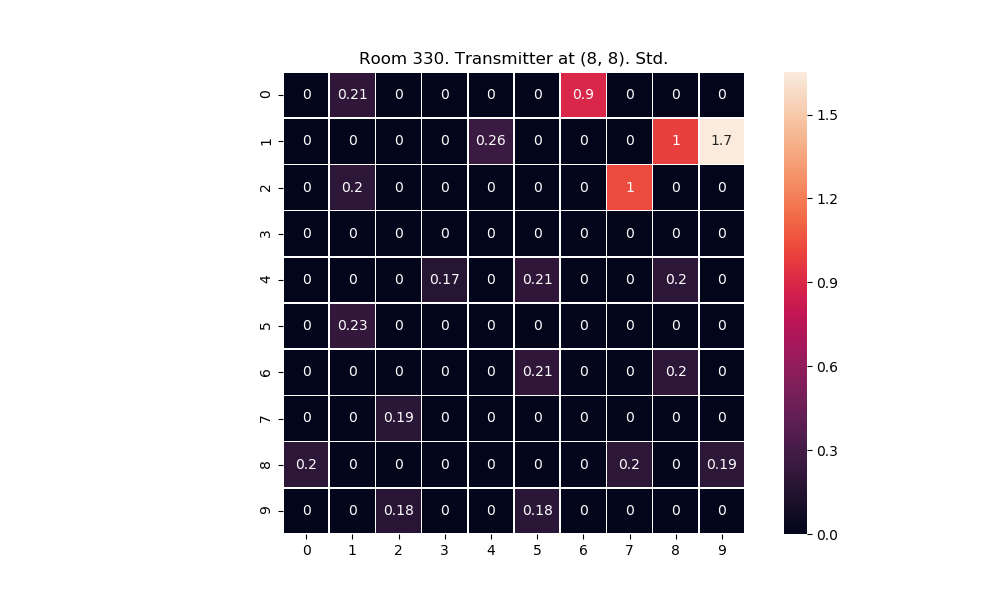 Room 330. Transmitter at (8, 8). Std.
0 0 0.21 0 0 0 0 0.9 0 0 0
1 0 0 0 0 0.26 0 0 0 1 1.7
2 0 0.2 0 0 0 0 0 1 0 0
3 0 0 0 0 0 0 0 0 0 0
4 0 0 0 0.17 0 0.21 0 0 0.2 0
5 0 0.23 0 0 0 0 0 0 0 0
6 0 0 0 0 0 0.21 0 0 0.2 0
7 0 0 0.19 0 0 0 0 0 0 0
8 0.2 0 0 0 0 0 0 0.2 0 0.19
9 0 0 0.18 0 0 0.18 0 0 0 0
0 1 2 3 4 5 6 7 8 9
1.5
1.2
0.9
0.6
0.3
0.0